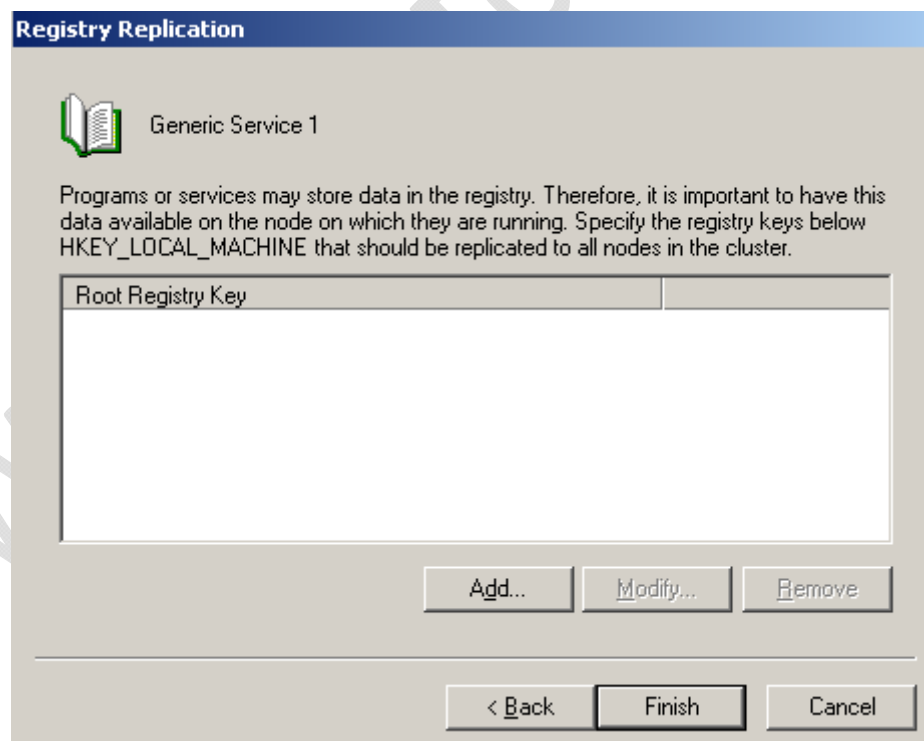 Registry Replication
Generic Service 1
Programs or services may store data in the registry. Therefore, it is important to have this
data available on the node on which they are running. Specify the registry keys below
HKEY_LOCAL_MACHINE that should be replicated to all nodes in the cluster.
Root Registry Key
Add... Modify... Remove
< Back Finish Cancel